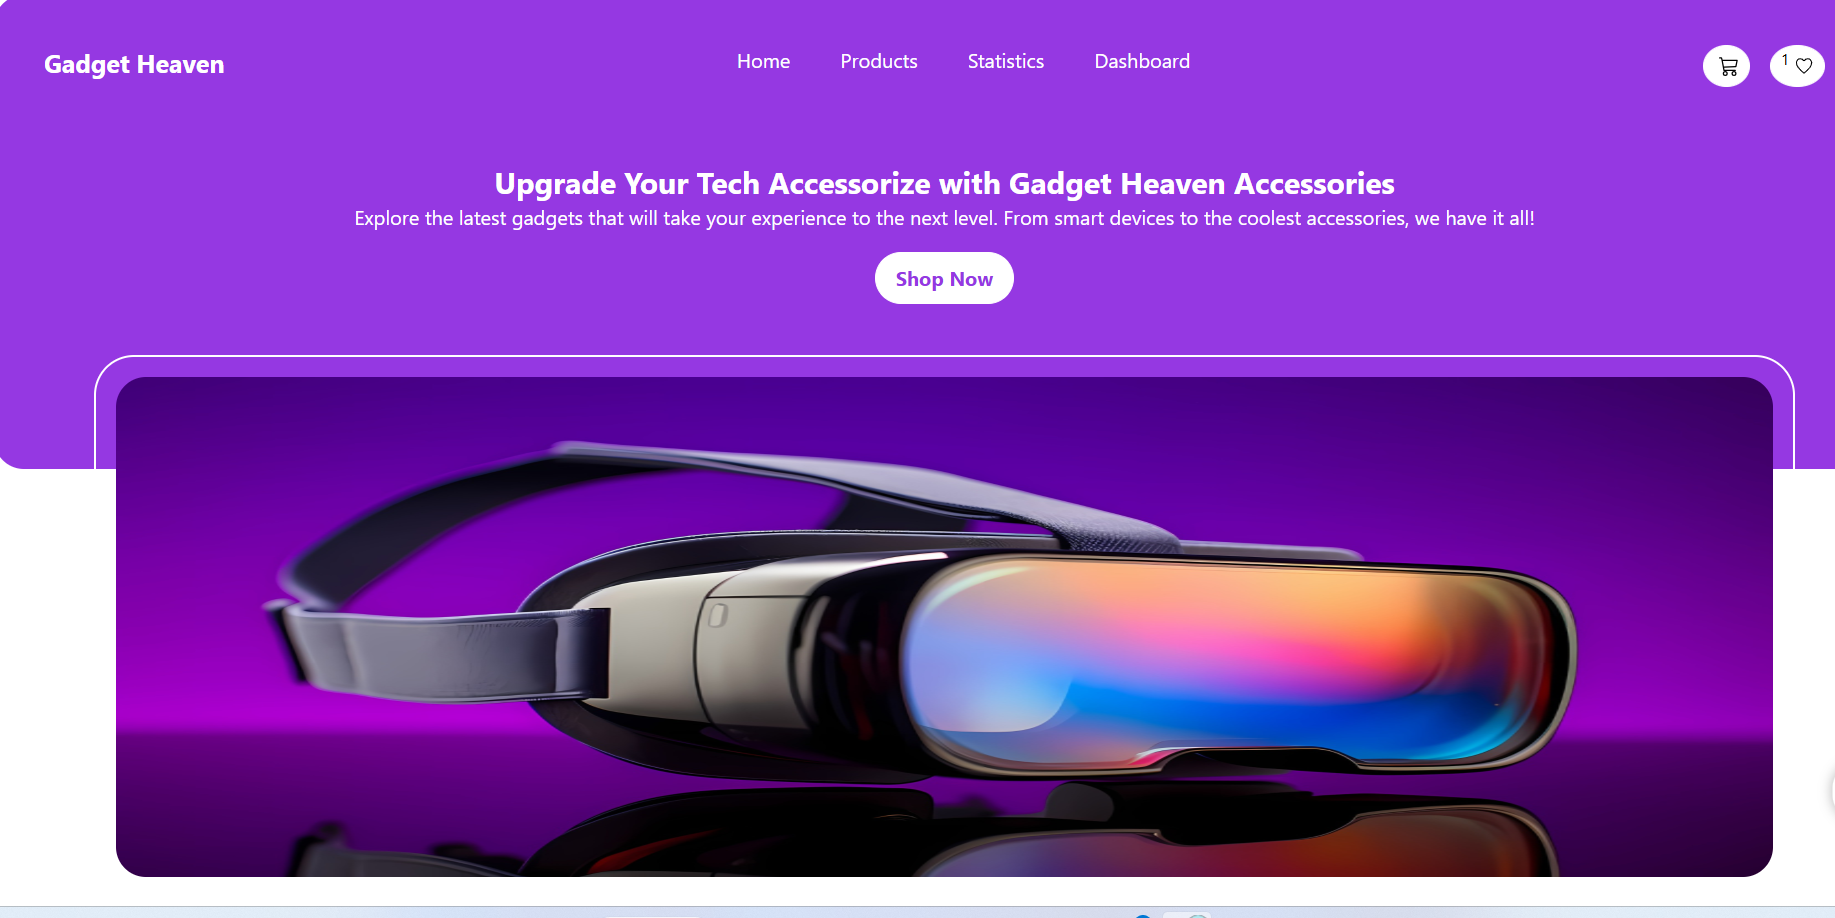 Gadget Heaven
Home
Products
Statistics
Dashboard
1
Upgrade Your Tech Accessorize with Gadget Heaven Accessories
Explore the latest gadgets that will take your experience to the next level. From smart devices to the coolest accessories, we have it all!
Shop Now